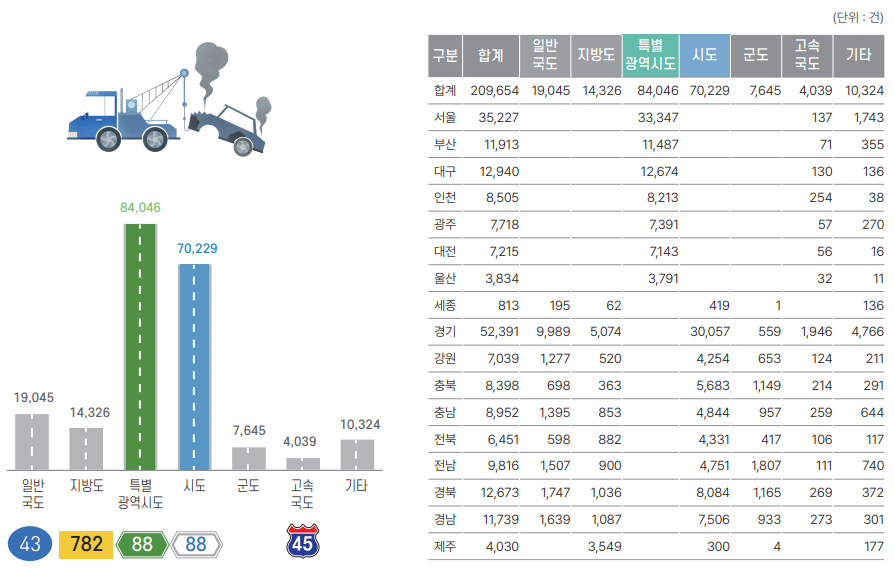 84,046
70,229
19,045
14,326
7,645
4,039
10,324
일반
국도
지방도
특별
광역시도
시도
군도
고속
국도
기타
43
782
88
88
45
(단위 : 건)
구분 합계 일반 국도 지방도 특별 광역시도 시도 군도 고속 국도 기타
합계 209,654 19,045 14,326 84,046 70,229 7,645 4,039 10,324
서울 35,227 33,347 137 1,743
부산 11,913 11,487 71 355
대구 12,940 12,674 130 136
인천 8,505 8,213 254 38
광주 7,718 7,391 57 270
대전 7,215 7,143 56 16
울산 3,834 3,791 32 11
세종 813 195 62 419 1 136
경기 52,391 9,989 5,074 30,057 559 1,946 4,766
강원 7,039 1,277 520 4,254 653 124 211
충북 8,398 698 363 5,683 1,149 214 291
충남 8,952 1,395 853 4,844 957 259 644
전북 6,451 598 882 4,331 417 106 117
전남 9,816 1,507 900 4,751 1,807 111 740
경북 12,673 1,747 1,036 8,084 1,165 269 372
경남 11,739 1,639 1,087 7,506 933 273 301
제주 4,030 3,549 300 4 177